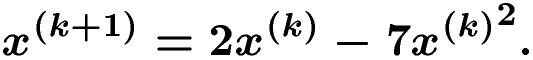 $x^{(k+1)} = 2x^{(k)} - 7x^{(k)^2}.$